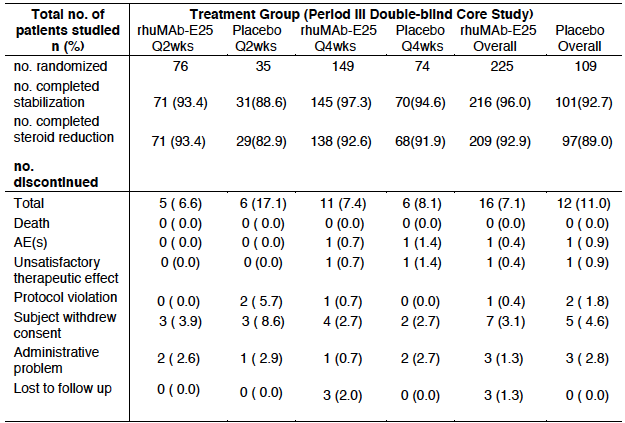 Total no. of patients studied n (%) Treatment Group (Period III Double-blind Core Study)
rhuMAb-E25 Q2wks Placebo Q2wks rhuMAb-E25 Q4wks Placebo Q4wks rhuMAb-E25 Overall Placebo Overall
no. randomized 76 35 149 74 225 109
no. completed stabilization 71 (93.4) 31(88.6) 145 (97.3) 70(94.6) 216 (96.0) 101(92.7)
no. completed steroid reduction 71 (93.4) 29(82.9) 138 (92.6) 68(91.9) 209 (92.9) 97(89.0)
no. discontinued
Total 5 ( 6.6) 6 (17.1) 11 (7.4) 6 (8.1) 16 (7.1) 12 (11.0)
Death 0 ( 0.0) 0 ( 0.0) 0 (0.0) 0 (0.0) 0 (0.0) 0 ( 0.0)
AE(s) 0 (0.0) 0 ( 0.0) 1 (0.7) 1 (1.4) 1 (0.4) 1 ( 0.9)
Unsatisfactory therapeutic effect 0 (0.0) 0 (0.0) 1 (0.7) 1 (1.4) 1 (0.4) 1 ( 0.9)
Protocol violation 0 ( 0.0) 2 ( 5.7) 1 (0.7) 0 (0.0) 1 (0.4) 2 ( 1.8)
Subject withdrew consent 3 ( 3.9) 3 ( 8.6) 4 (2.7) 2 (2.7) 7 (3.1) 5 ( 4.6)
Administrative problem 2 ( 2.6) 1 ( 2.9) 1 (0.7) 2 (2.7) 3 (1.3) 3 ( 2.8)
Lost to follow up 0 ( 0.0) 0 ( 0.0) 3 (2.0) 0 (0.0) 3 (1.3) 0 ( 0.0)